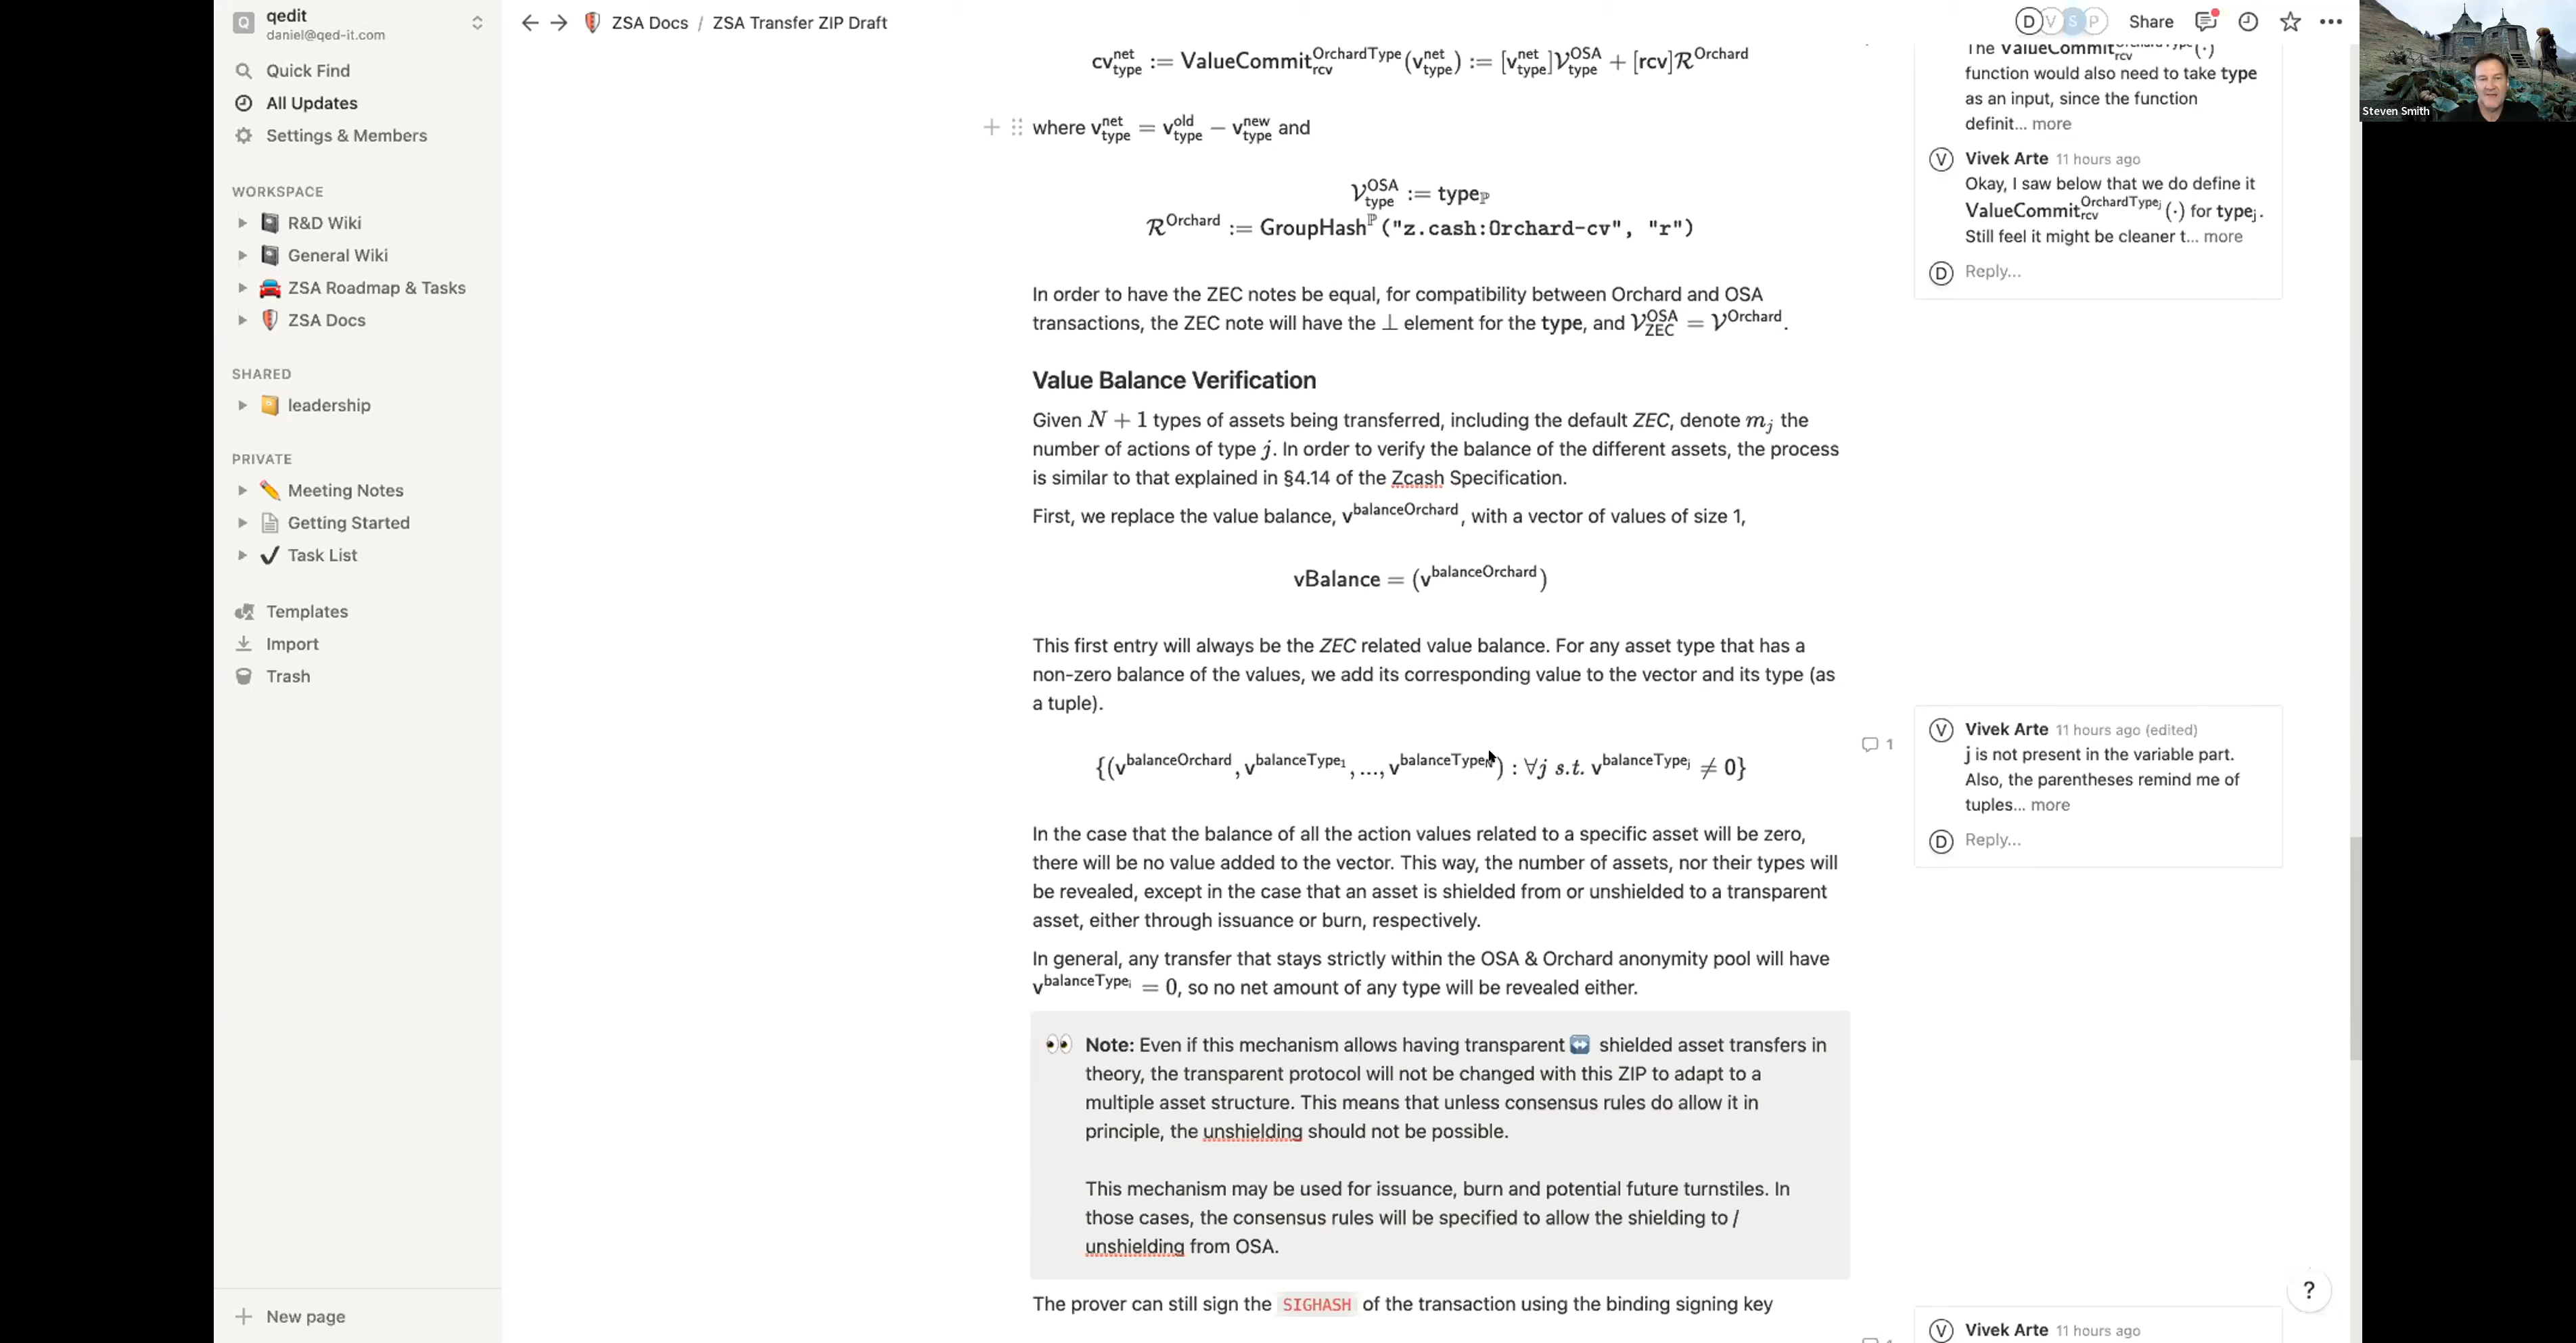 Q
qedit
daniel@qed-it.com
Quick Find
All Updates
Settings & Members
WORKSPACE
R&D Wiki
General Wiki
ZSA Roadmap & Tasks
ZSA Docs
SHARED
leadership
PRIVATE
Meeting Notes
Getting Started
Task List
Templates
Import
Trash
New page
ZSA Docs / ZSA Transfer ZIP Draft
D V S P Share
cv^net_type := ValueCommit^OrchardType_rcv(v^net_type) := [v^net_type]𝒱^OSA_type + [rcv]ℛ^Orchard
where v^net_type = v^old_type − v^new_type and
𝒱^OSA_type := type_ℙ
ℛ^Orchard := GroupHash^ℙ("z.cash:Orchard-cv", "r")
In order to have the ZEC notes be equal, for compatibility between Orchard and OSA
transactions, the ZEC note will have the ⊥ element for the type, and 𝒱^OSA_ZEC = 𝒱^Orchard.
Value Balance Verification
Given N + 1 types of assets being transferred, including the default ZEC, denote m_j the
number of actions of type j. In order to verify the balance of the different assets, the process
is similar to that explained in §4.14 of the Zcash Specification.
First, we replace the value balance, v^balanceOrchard, with a vector of values of size 1,
vBalance = (v^balanceOrchard)
This first entry will always be the ZEC related value balance. For any asset type that has a
non-zero balance of the values, we add its corresponding value to the vector and its type (as
a tuple).
{(v^balanceOrchard, v^balanceType_1, ..., v^balanceType_N) : ∀j s.t. v^balanceType_j ≠ 0}
1
In the case that the balance of all the action values related to a specific asset will be zero,
there will be no value added to the vector. This way, the number of assets, nor their types will
be revealed, except in the case that an asset is shielded from or unshielded to a transparent
asset, either through issuance or burn, respectively.
In general, any transfer that stays strictly within the OSA & Orchard anonymity pool will have
v^balanceType_i = 0, so no net amount of any type will be revealed either.
Note: Even if this mechanism allows having transparent ↔ shielded asset transfers in
theory, the transparent protocol will not be changed with this ZIP to adapt to a
multiple asset structure. This means that unless consensus rules do allow it in
principle, the unshielding should not be possible.
This mechanism may be used for issuance, burn and potential future turnstiles. In
those cases, the consensus rules will be specified to allow the shielding to /
unshielding from OSA.
The prover can still sign the SIGHASH of the transaction using the binding signing key
The ValueCommit^OrchardType_rcv(·)
function would also need to take type
as an input, since the function
definit... more
V Vivek Arte 11 hours ago
Okay, I saw below that we do define it
ValueCommit^OrchardType_j_rcv(·) for type_j.
Still feel it might be cleaner t... more
D Reply...
V Vivek Arte 11 hours ago (edited)
j is not present in the variable part.
Also, the parentheses remind me of
tuples... more
D Reply...
V Vivek Arte 11 hours ago
?
Steven Smith